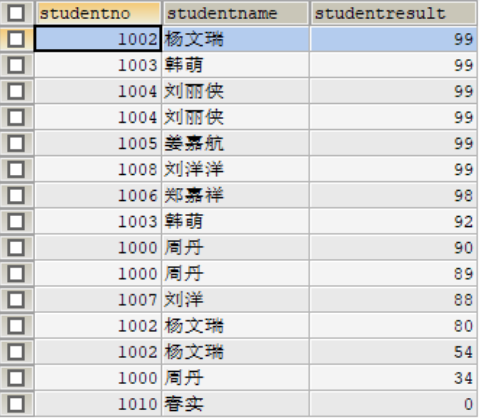 studentno studentname studentresult
1002 杨文瑞 99
1003 韩萌 99
1004 刘丽侠 99
1004 刘丽侠 99
1005 姜嘉航 99
1008 刘洋洋 99
1006 郑嘉祥 98
1003 韩萌 92
1000 周丹 90
1000 周丹 89
1007 刘洋 88
1002 杨文瑞 80
1002 杨文瑞 54
1000 周丹 34
1010 春实 0